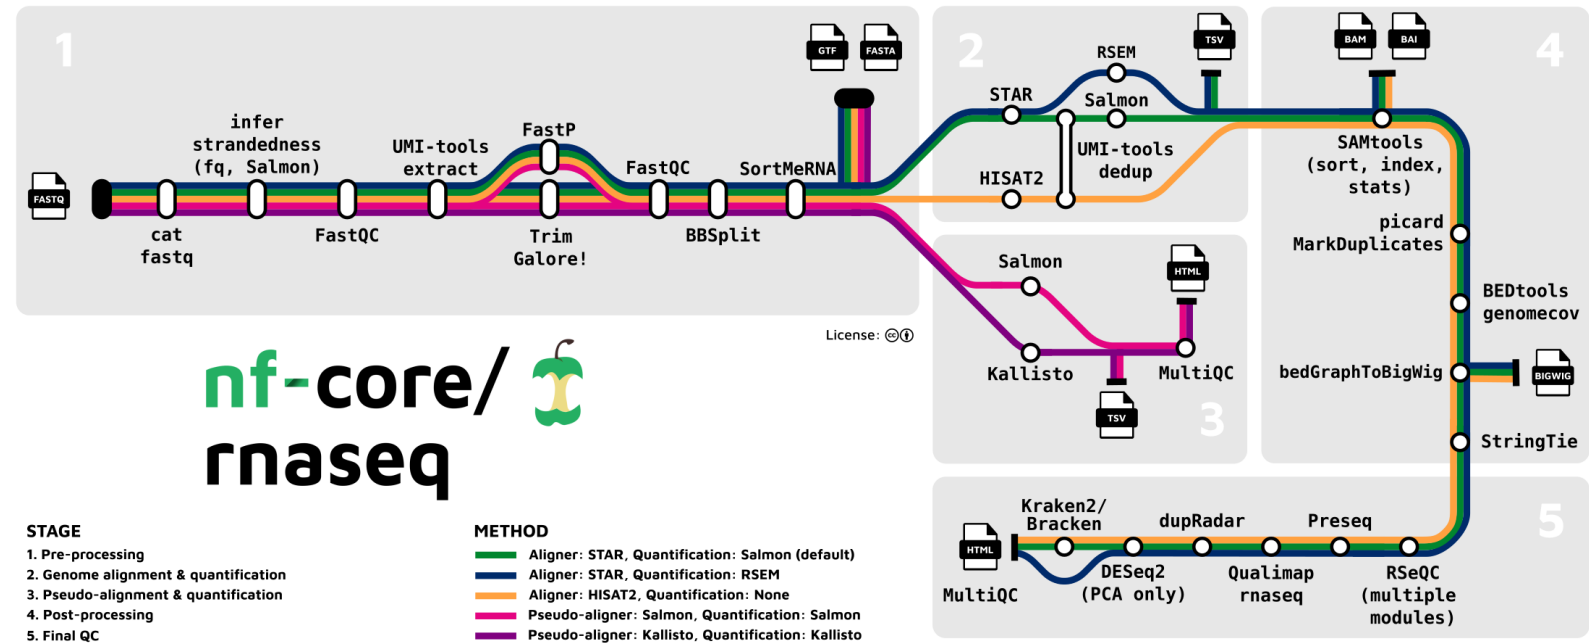 1
GTF
FASTA
infer
strandedness
(fq, Salmon)
UMI-tools
extract
FastP
FastQC
SortMeRNA
FASTQ
cat
fastq
FastQC
Trim
Galore!
BBSplit
2
TSV
RSEM
STAR
Salmon
UMI-tools
dedup
HISAT2
4
BAM
BAI
SAMtools
(sort, index,
stats)
picard
MarkDuplicates
BEDtools
genomecov
bedGraphToBigWig
BIGWIG
StringTie
Salmon
HTML
Kallisto
MultiQC
TSV
3
License: cc
nf-core/
rnaseq
5
Kraken2/
Bracken
dupRadar
Preseq
HTML
MultiQC
DESeq2
(PCA only)
Qualimap
rnaseq
RSeQC
(multiple
modules)
STAGE
1. Pre-processing
2. Genome alignment & quantification
3. Pseudo-alignment & quantification
4. Post-processing
5. Final QC
METHOD
Aligner: STAR, Quantification: Salmon (default)
Aligner: STAR, Quantification: RSEM
Aligner: HISAT2, Quantification: None
Pseudo-aligner: Salmon, Quantification: Salmon
Pseudo-aligner: Kallisto, Quantification: Kallisto